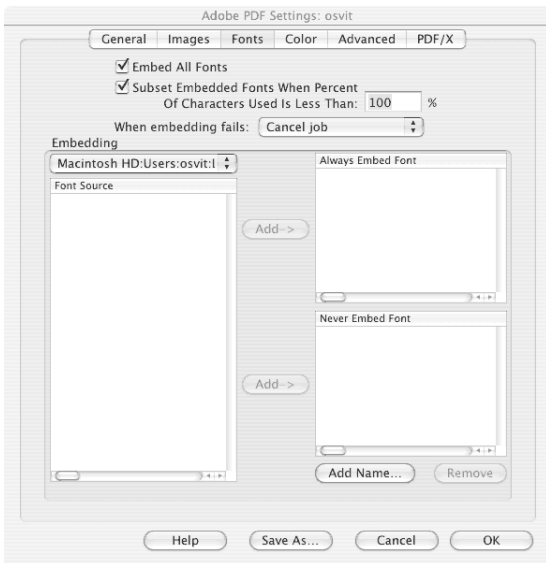 Adobe PDF Settings: osvit
General Images Fonts Color Advanced PDF/X
Embed All Fonts
Subset Embedded Fonts When Percent
Of Characters Used Is Less Than: 100 %
When embedding fails: Cancel job
Embedding
Macintosh HD:Users:osvit:l
Always Embed Font
Font Source
Add->
Never Embed Font
Add->
Add Name... Remove
Help Save As... Cancel OK